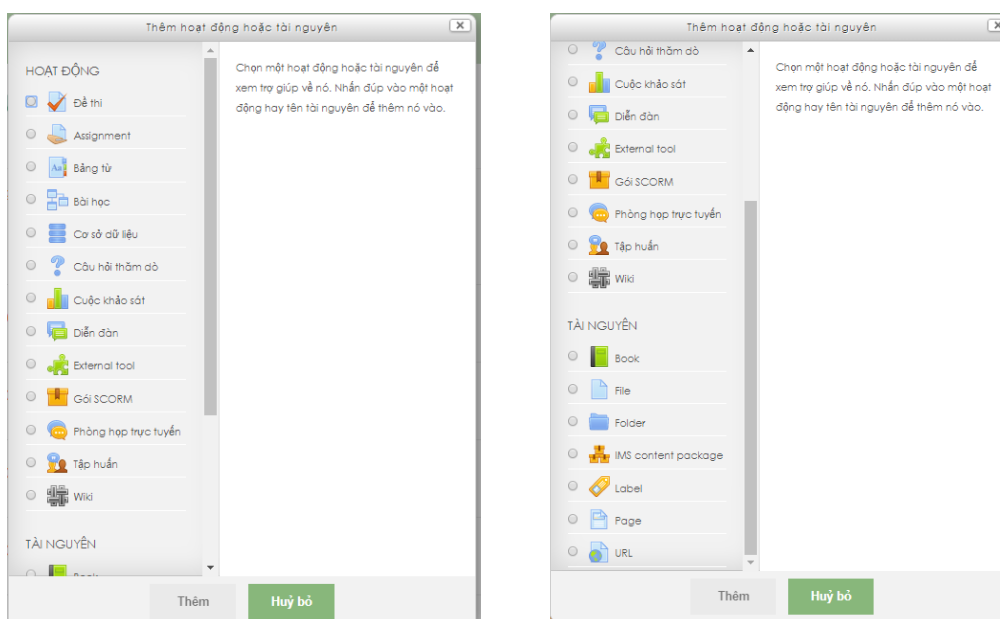 Thêm hoạt động hoặc tài nguyên
HOẠT ĐỘNG
Đề thi
Assignment
Bảng từ
Bài học
Cơ sở dữ liệu
Câu hỏi thăm dò
Cuộc khảo sát
Diễn đàn
External tool
Gói SCORM
Phòng họp trực tuyến
Tập huấn
Wiki
TÀI NGUYÊN
Book
Chọn một hoạt động hoặc tài nguyên để
xem trợ giúp về nó. Nhấn đúp vào một hoạt
động hay tên tài nguyên để thêm nó vào.
Thêm
Huỷ bỏ
Thêm hoạt động hoặc tài nguyên
Câu hỏi thăm dò
Cuộc khảo sát
Diễn đàn
External tool
Gói SCORM
Phòng họp trực tuyến
Tập huấn
Wiki
TÀI NGUYÊN
Book
File
Folder
IMS content package
Label
Page
URL
Chọn một hoạt động hoặc tài nguyên để
xem trợ giúp về nó. Nhấn đúp vào một hoạt
động hay tên tài nguyên để thêm nó vào.
Thêm
Huỷ bỏ